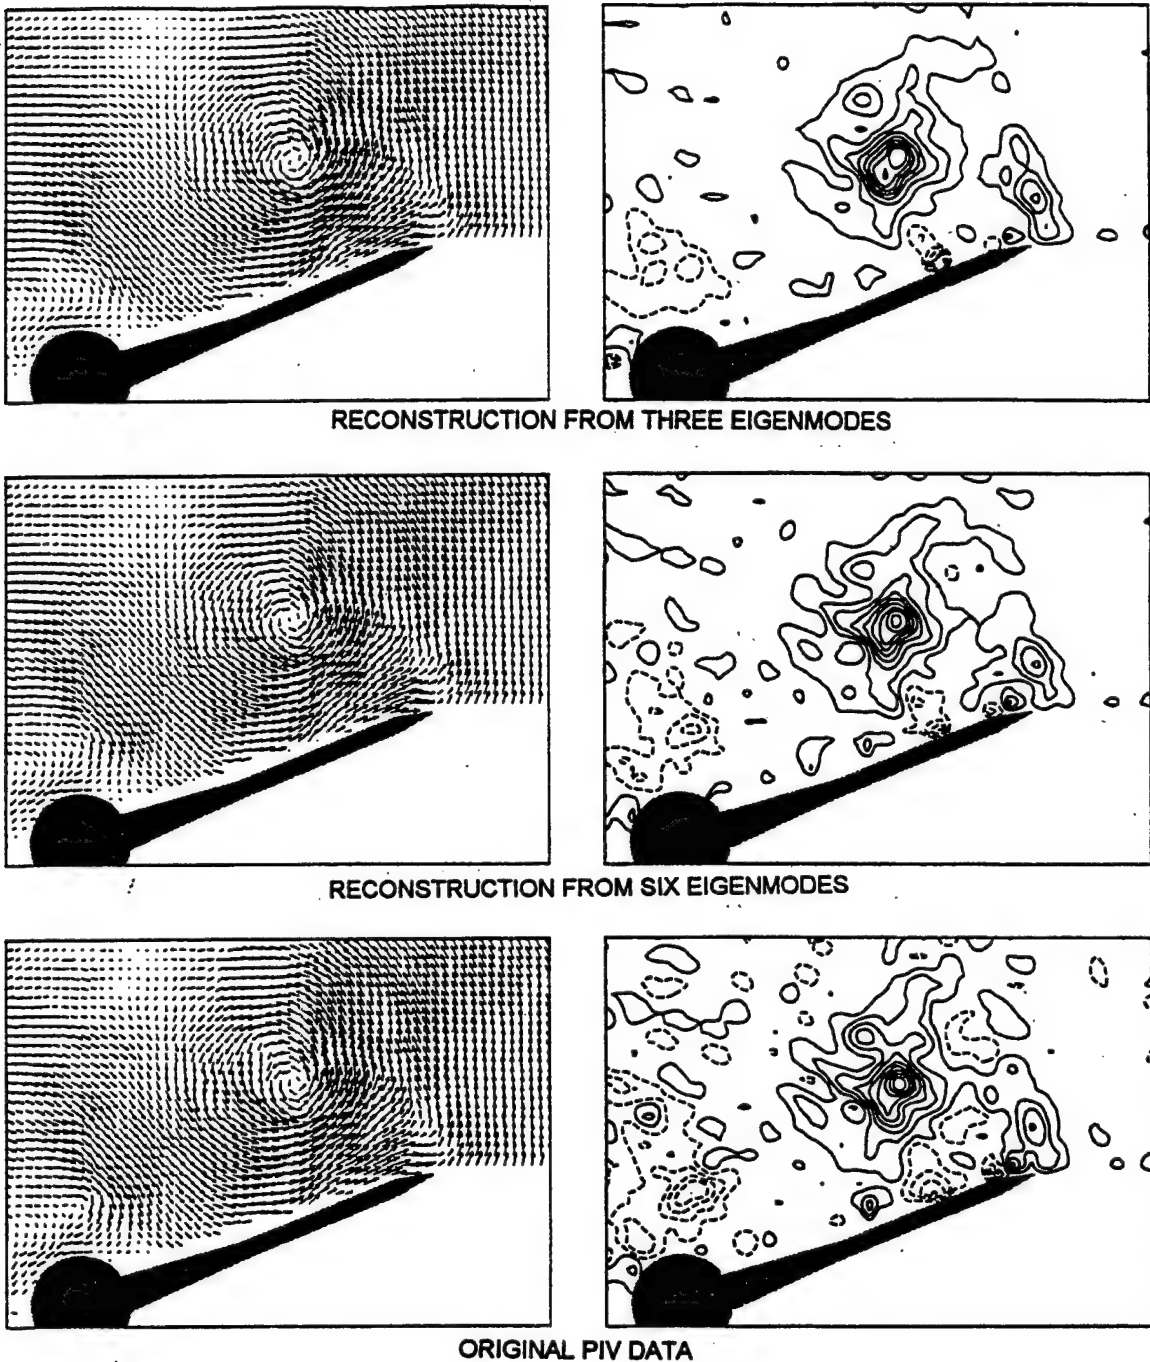 RECONSTRUCTION FROM THREE EIGENMODES
RECONSTRUCTION FROM SIX EIGENMODES
ORIGINAL PIV DATA